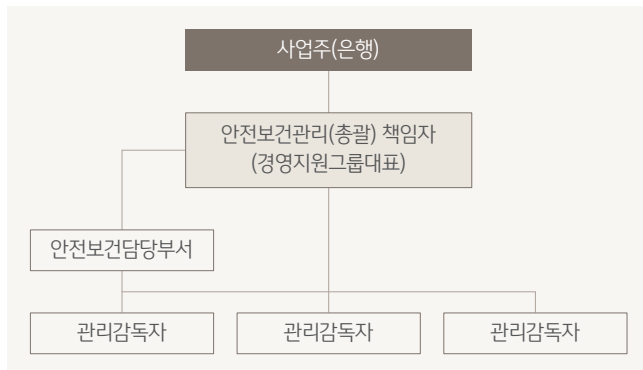 사업주(은행)
안전보건관리(총괄) 책임자
(경영지원그룹대표)
안전보건담당부서
관리감독자
관리감독자
관리감독자